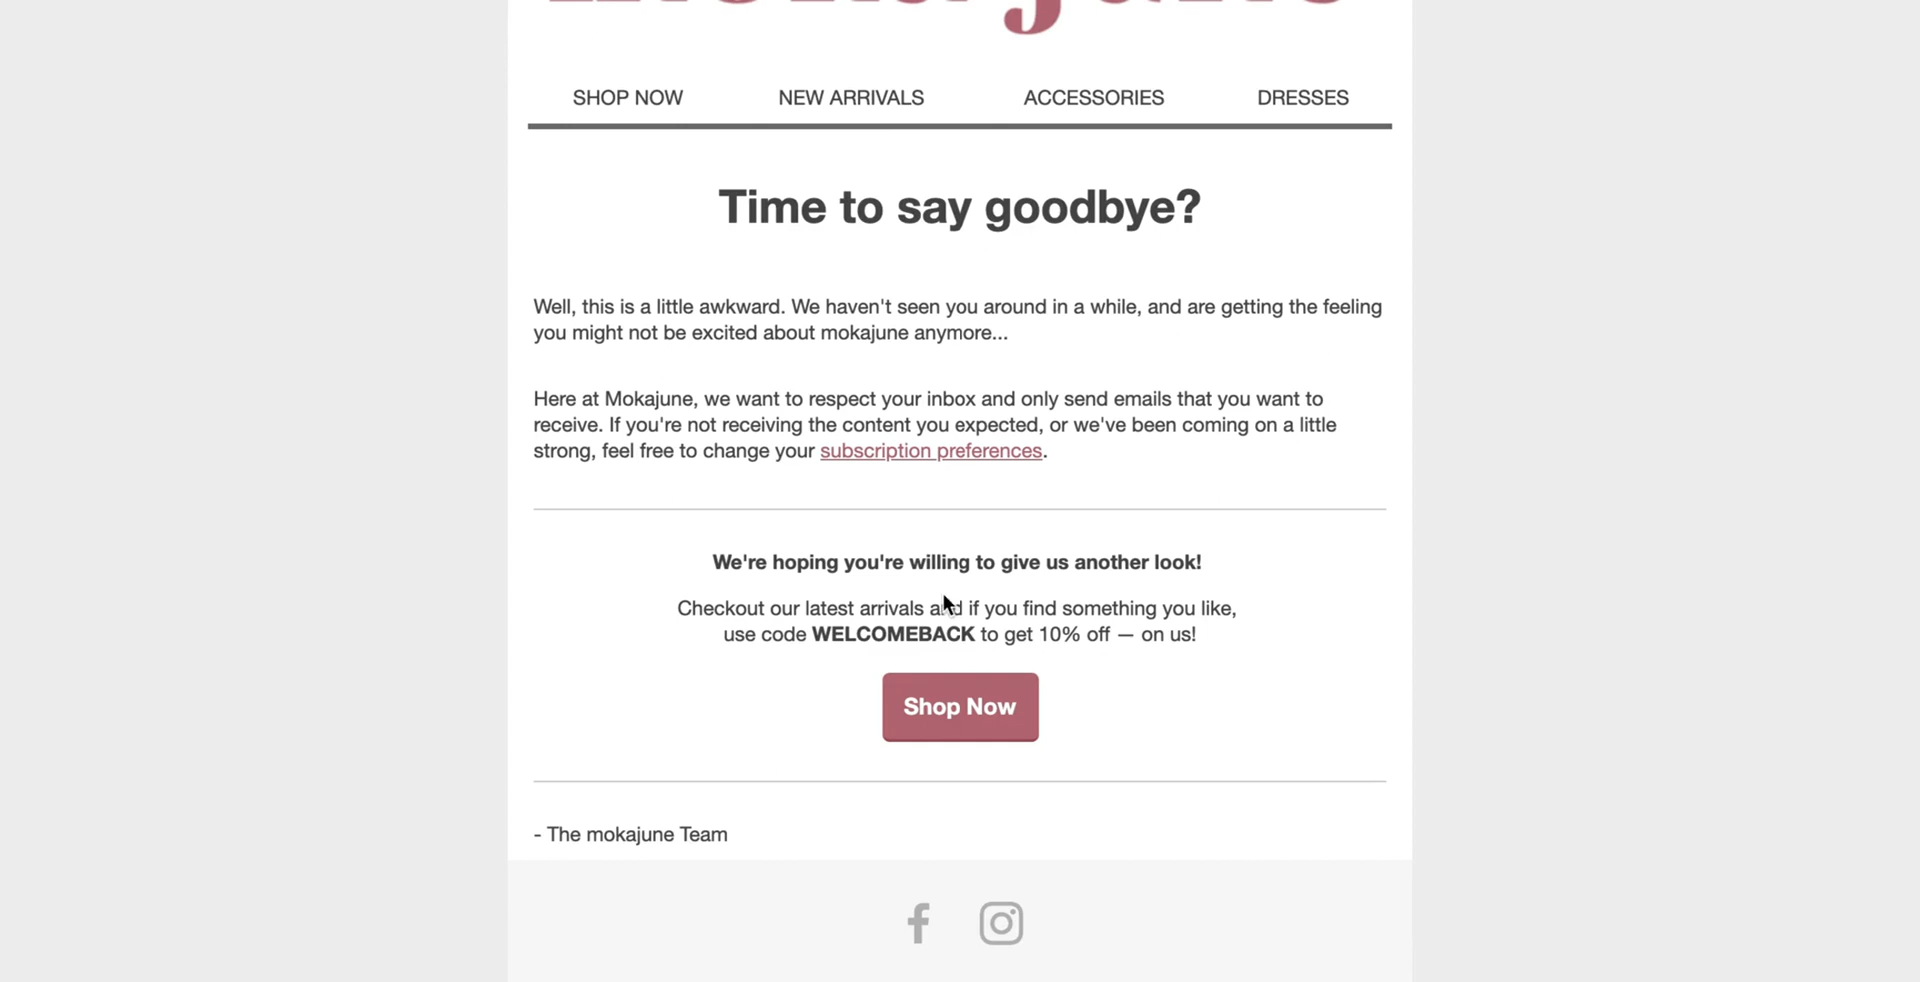 SHOP NOW NEW ARRIVALS ACCESSORIES DRESSES
Time to say goodbye?
Well, this is a little awkward. We haven't seen you around in a while, and are getting the feeling
you might not be excited about mokajune anymore...
Here at Mokajune, we want to respect your inbox and only send emails that you want to
receive. If you're not receiving the content you expected, or we've been coming on a little
strong, feel free to change your subscription preferences.
We're hoping you're willing to give us another look!
Checkout our latest arrivals and if you find something you like,
use code WELCOMEBACK to get 10% off — on us!
Shop Now
- The mokajune Team